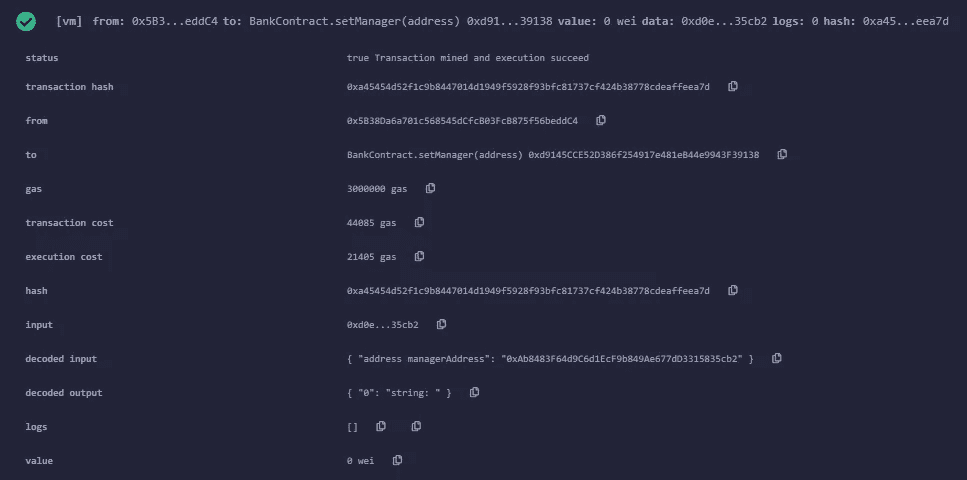 [vm] from: 0x5B3...eddC4 to: BankContract.setManager(address) 0xd91...39138 value: 0 wei data: 0xd0e...35cb2 logs: 0 hash: 0xa45...eea7d
status true Transaction mined and execution succeed
transaction hash 0xa45454d52f1c9b8447014d1949f5928f93bfc81737cf424b38778cdeaffeea7d
from 0x5B38Da6a701c568545dCfcB03FcB875f56beddC4
to BankContract.setManager(address) 0xd9145CCE52D386f254917e481eB44e9943F39138
gas 3000000 gas
transaction cost 44085 gas
execution cost 21405 gas
hash 0xa45454d52f1c9b8447014d1949f5928f93bfc81737cf424b38778cdeaffeea7d
input 0xd0e...35cb2
decoded input { "address managerAddress": "0xAb8483F64d9C6d1EcF9b849Ae677dD3315835cb2" }
decoded output { "0": "string: " }
logs []
value 0 wei